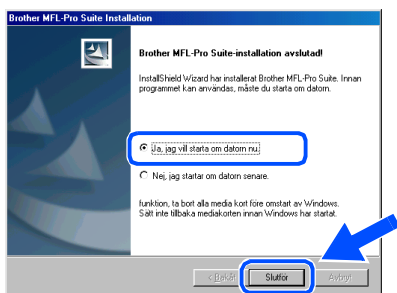 Brother MFL-Pro Suite Installation
Brother MFL-Pro Suite-installation avslutad!
InstallShield Wizard har installerat Brother MFL-Pro Suite. Innan
programmet kan användas, måste du starta om datorn.
Ja, jag vill starta om datorn nu.
Nej, jag startar om datorn senare.
funktion, ta bort alla media kort före omstart av Windows.
Sätt inte tillbaka mediakorten innan Windows har startat.
< Bakåt Slutför Avbryt